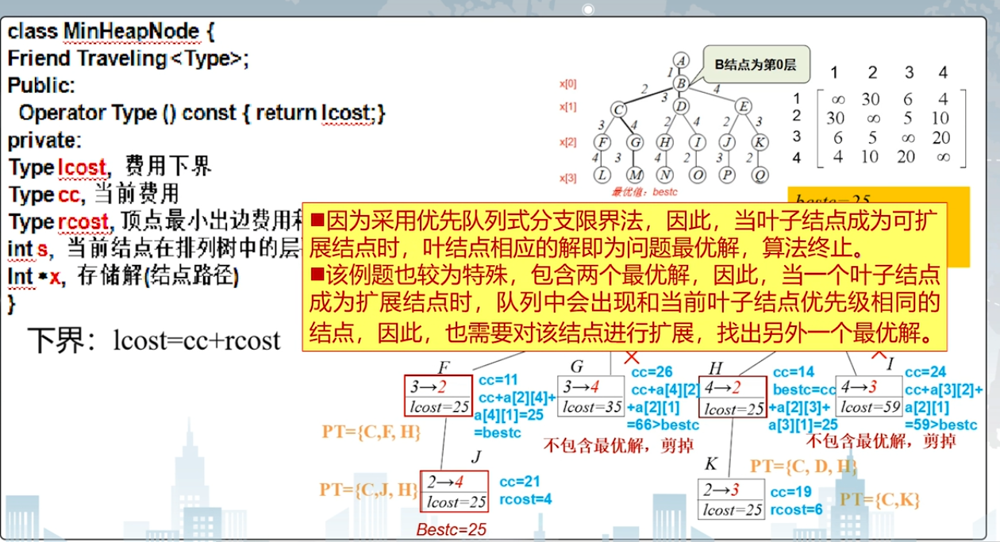 class MinHeapNode {
Friend Traveling<Type>;
Public:
Operator Type () const { return lcost;}
private:
Type lcost, 费用下界
Type cc, 当前费用
Type rcost, 顶点最小出边费用
int s, 当前结点在排列树中的层
Int *x, 存储解(结点路径)
}
下界：lcost=cc+rcost
B结点为第0层
x[0]
x[1]
x[2]
x[3]
A
1
B
2 3 4
C D E
3 4 2 4 2 3
F G H I J K
4 3 4 2 3 2
L M N O P Q
最优值：bestc
1 2 3 4
1 ∞ 30 6 4
2 30 ∞ 5 10
3 6 5 ∞ 20
4 4 10 20 ∞
bestc=25
■因为采用优先队列式分支限界法，因此，当叶子结点成为可扩
展结点时，叶结点相应的解即为问题最优解，算法终止。
■该例题也较为特殊，包含两个最优解，因此，当一个叶子结点
成为扩展结点时，队列中会出现和当前叶子结点优先级相同的
结点，因此，也需要对该结点进行扩展，找出另外一个最优解。
F
3→2
lcost=25
cc=11
cc+a[2][4]+
a[4][1]=25
=bestc
G
3→4
lcost=35
cc=26
cc+a[4][2]
+a[2][1]
=66>bestc
不包含最优解，剪掉
H
4→2
lcost=25
cc=14
bestc=cc
+a[2][3]+
a[3][1]=25
I
4→3
lcost=59
cc=24
cc+a[3][2]+
a[2][1]
=59>bestc
不包含最优解，剪掉
PT={C,F, H}
PT={C,J, H}
J
2→4
lcost=25
cc=21
rcost=4
Bestc=25
K
2→3
lcost=25
cc=19
rcost=6
PT={C, D, H}
PT={C,K}